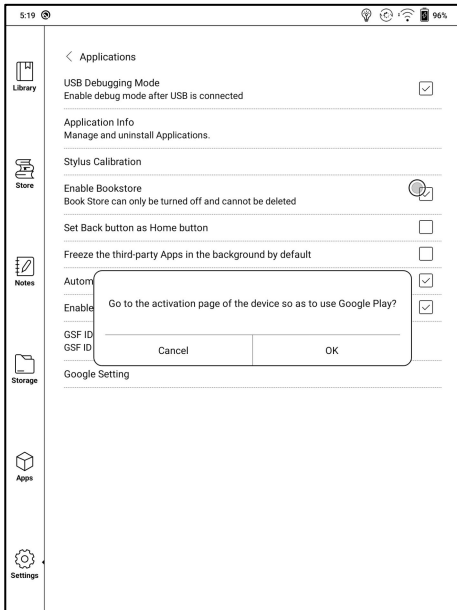 5:19
96%
Applications
Library
USB Debugging Mode
Enable debug mode after USB is connected
Application Info
Manage and uninstall Applications.
Stylus Calibration
Store
Enable Bookstore
Book Store can only be turned off and cannot be deleted
Set Back button as Home button
Freeze the third-party Apps in the background by default
Notes
Autom
Enable
Go to the activation page of the device so as to use Google Play?
Cancel
OK
GSF ID
GSF ID
Google Setting
Storage
Apps
Settings